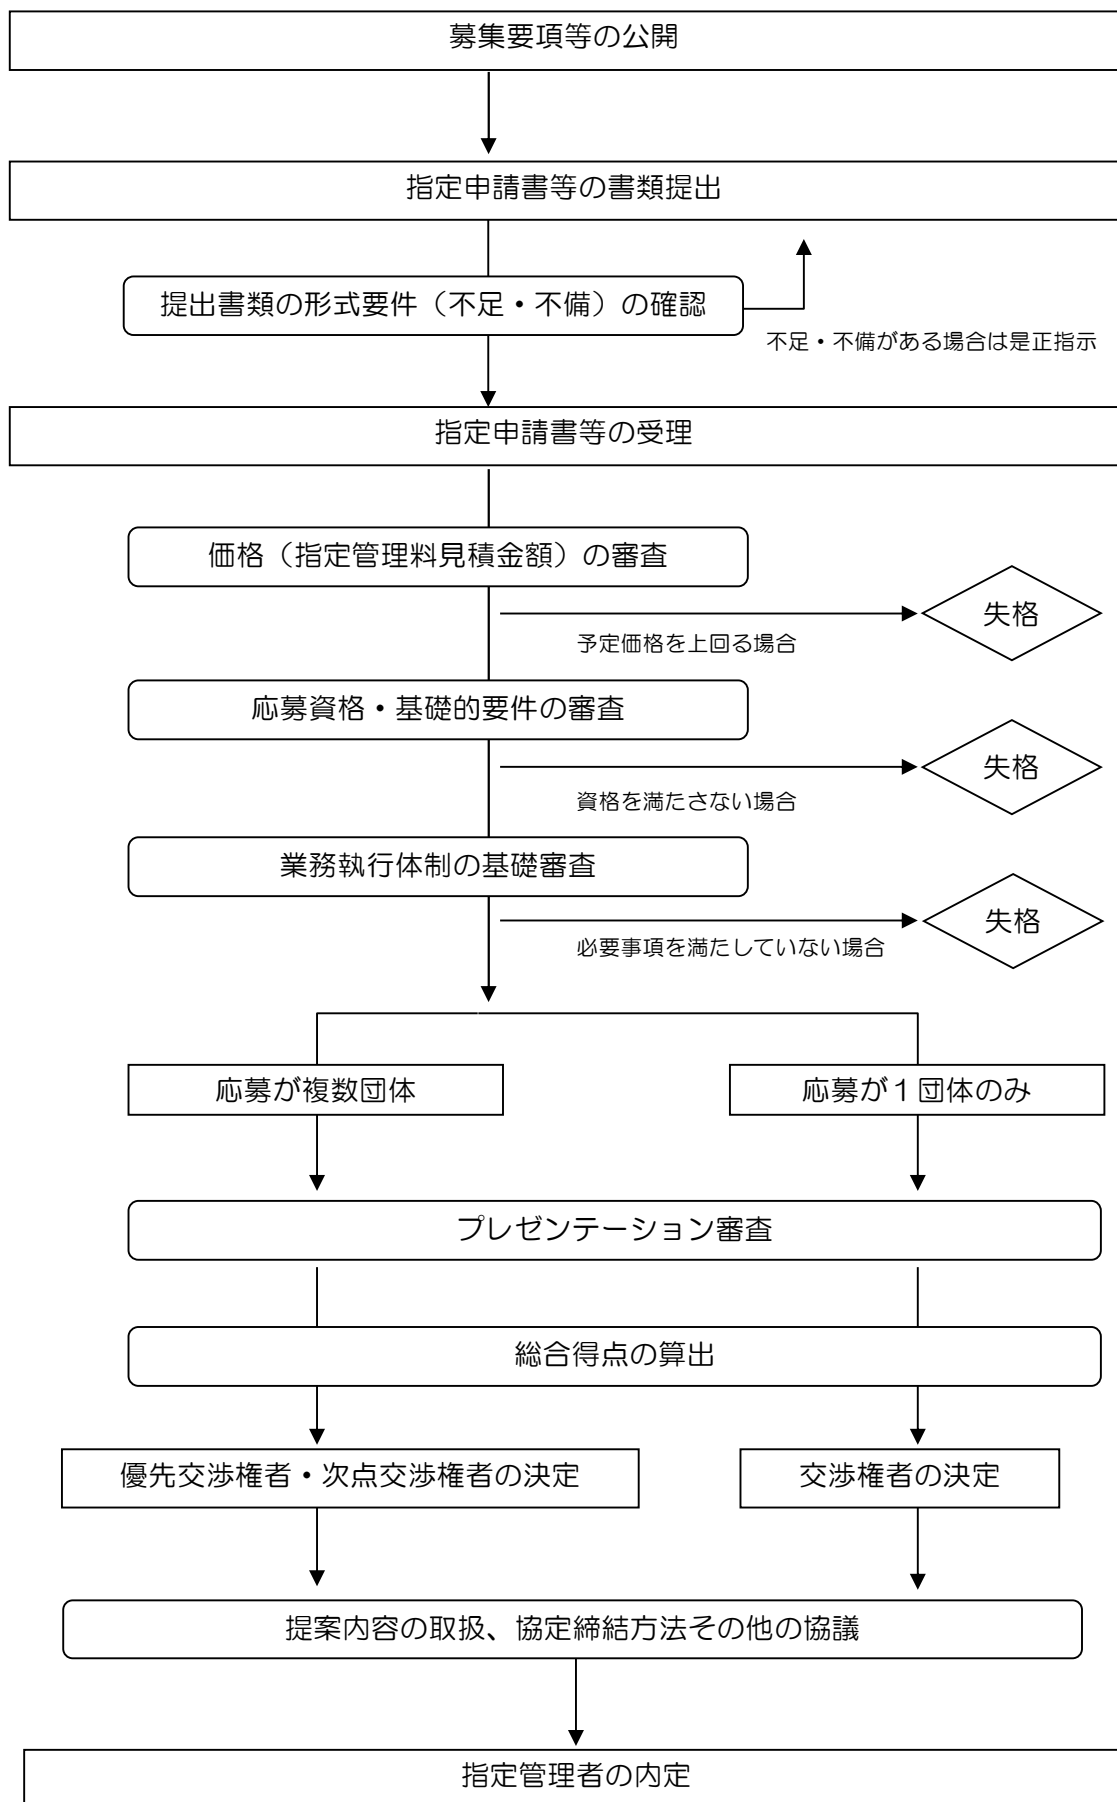 募集要項等の公開
指定申請書等の書類提出
提出書類の形式要件（不足・不備）の確認
不足・不備がある場合は是正指示
指定申請書等の受理
価格（指定管理料見積金額）の審査
失格
予定価格を上回る場合
応募資格・基礎的要件の審査
失格
資格を満たさない場合
業務執行体制の基礎審査
失格
必要事項を満たしていない場合
応募が複数団体
応募が１団体のみ
プレゼンテーション審査
総合得点の算出
優先交渉権者・次点交渉権者の決定
交渉権者の決定
提案内容の取扱、協定締結方法その他の協議
指定管理者の内定